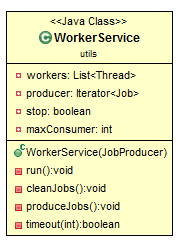 <<Java Class>>
WorkerService
utils
workers: List<Thread>
producer: Iterator<Job>
stop: boolean
maxConsumer: int
WorkerService(JobProducer)
run():void
cleanJobs():void
produceJobs():void
timeout(int):boolean